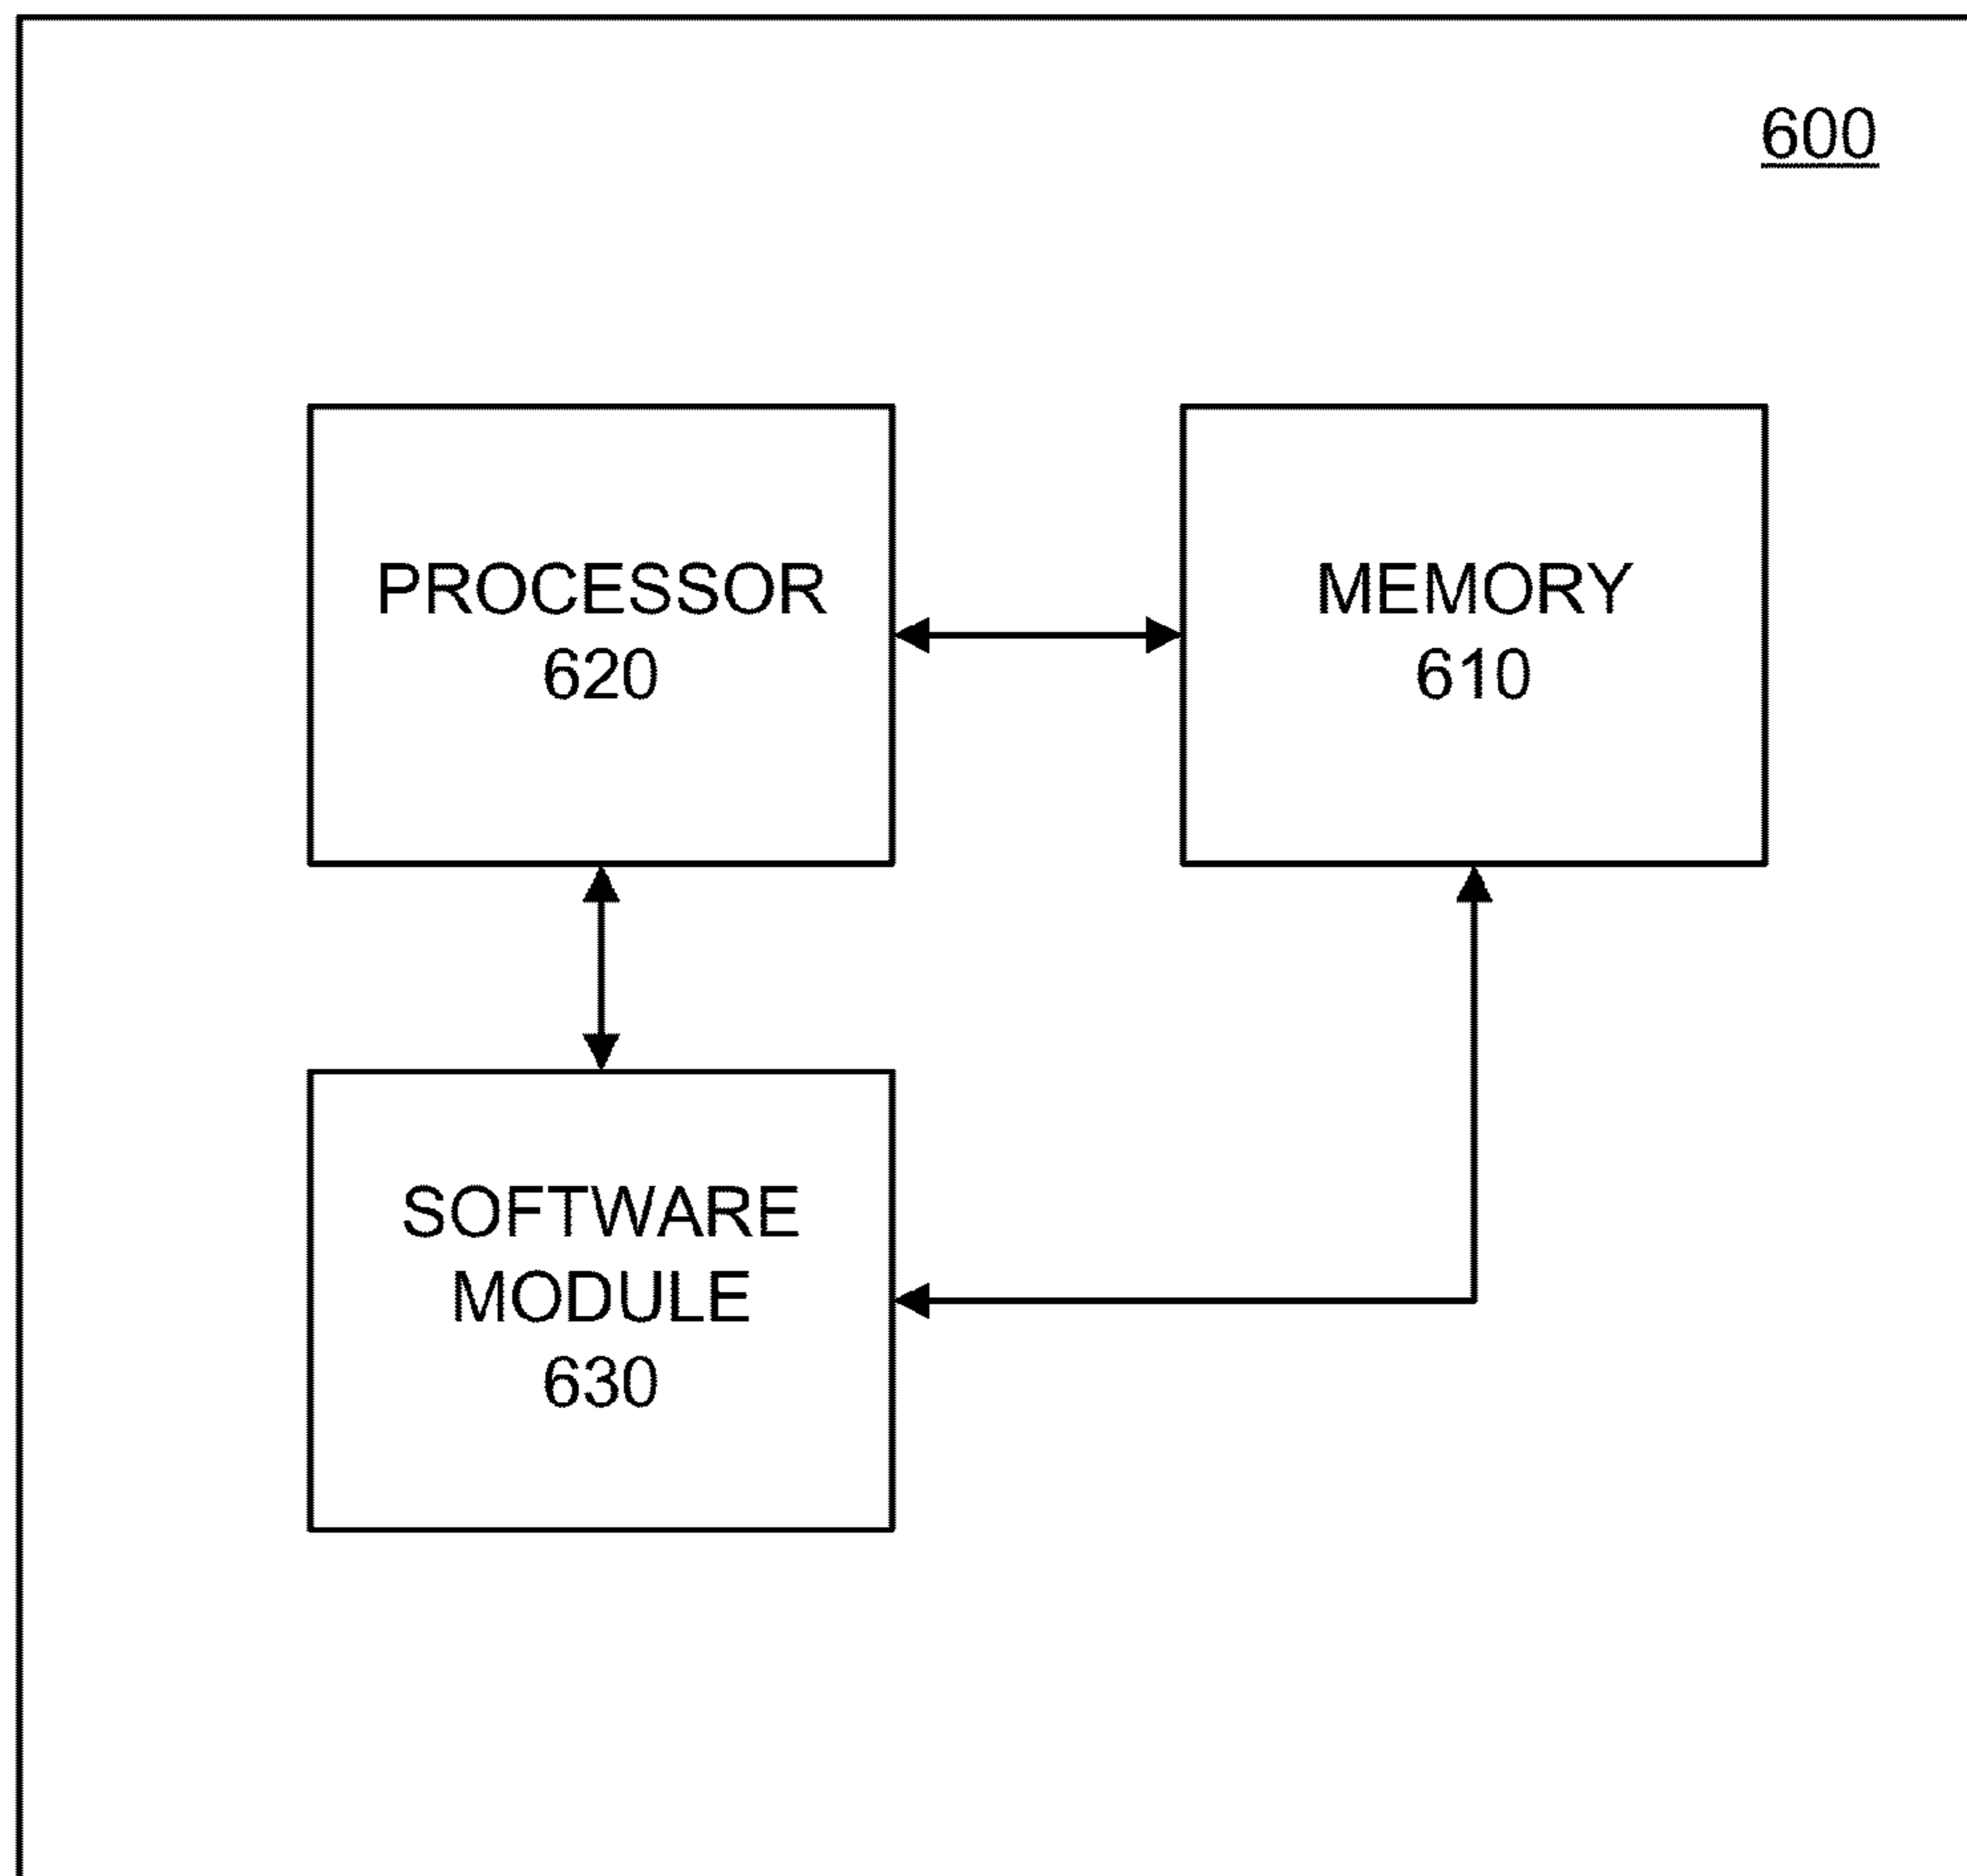 600
PROCESSOR
620
MEMORY
610
SOFTWARE
MODULE
630